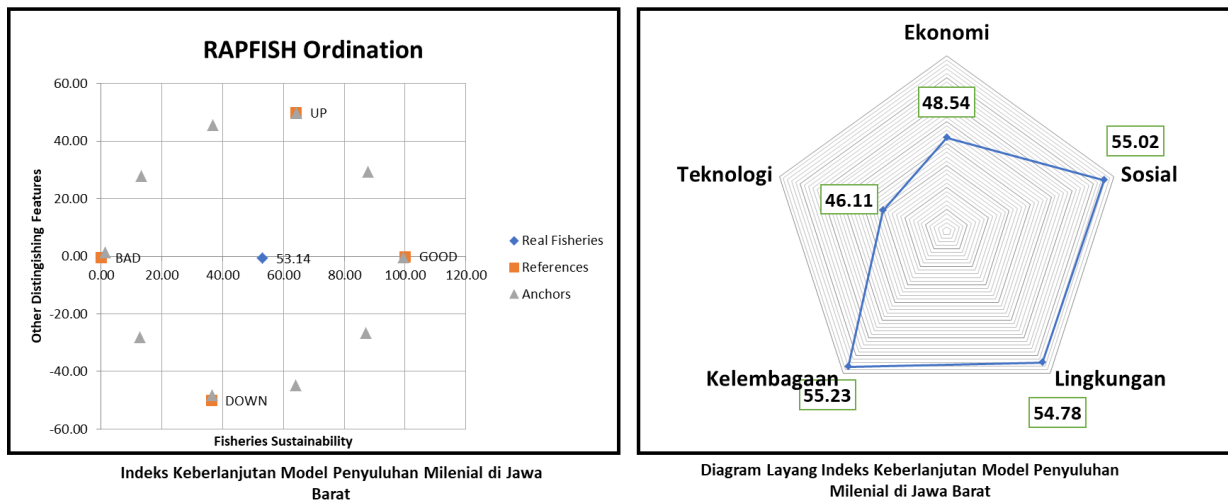 RAPFISH Ordination
60.00
40.00
20.00
0.00
-20.00
-40.00
-60.00
0.00 20.00 40.00 60.00 80.00 100.00 120.00
Other Distingishing Features
Fisheries Sustainability
UP
BAD
53.14
GOOD
DOWN
Real Fisheries
References
Anchors
Indeks Keberlanjutan Model Penyuluhan Milenial di Jawa
Barat
Ekonomi
48.54
55.02
Sosial
Teknologi
46.11
Kelembagaan
55.23
Lingkungan
54.78
Diagram Layang Indeks Keberlanjutan Model Penyuluhan
Milenial di Jawa Barat